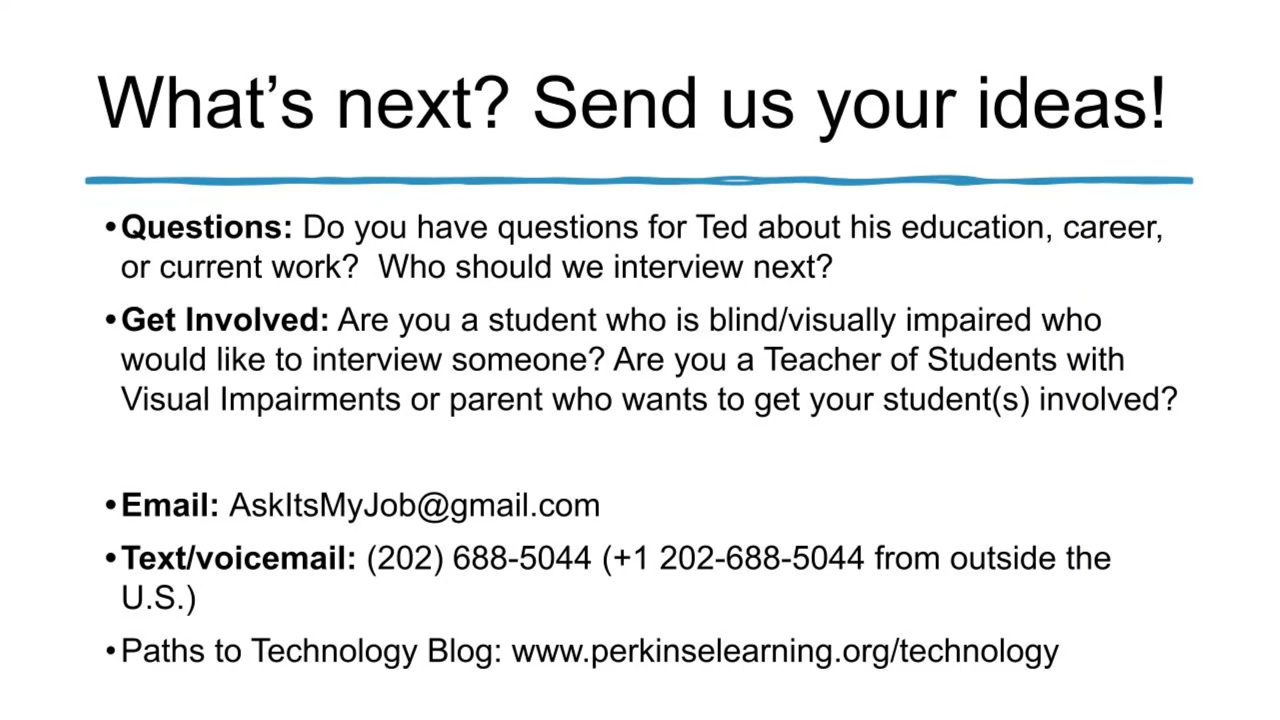 What’s next? Send us your ideas!
•Questions: Do you have questions for Ted about his education, career,
or current work?  Who should we interview next?
•Get Involved: Are you a student who is blind/visually impaired who
would like to interview someone? Are you a Teacher of Students with
Visual Impairments or parent who wants to get your student(s) involved?
•Email: AskItsMyJob@gmail.com
•Text/voicemail: (202) 688-5044 (+1 202-688-5044 from outside the
U.S.)
•Paths to Technology Blog: www.perkinselearning.org/technology